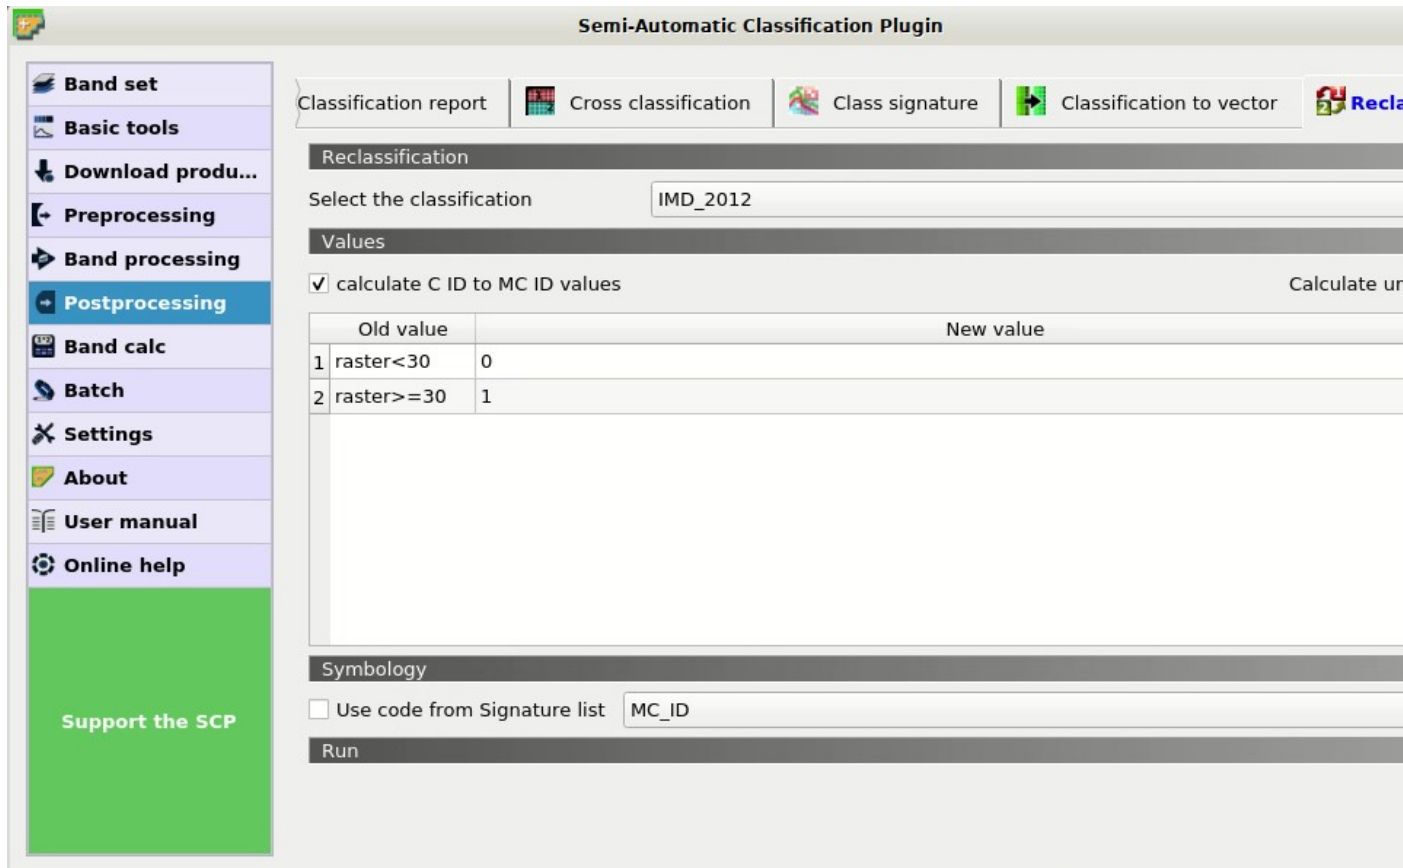 Semi-Automatic Classification Plugin
Band set
Basic tools
Download produ...
Preprocessing
Band processing
Postprocessing
Band calc
Batch
Settings
About
User manual
Online help
Support the SCP
Classification report Cross classification Class signature Classification to vector Recla
Reclassification
Select the classification IMD_2012
Values
calculate C ID to MC ID values Calculate un
Old value New value
1 raster<30 0
2 raster>=30 1
Symbology
Use code from Signature list MC_ID
Run